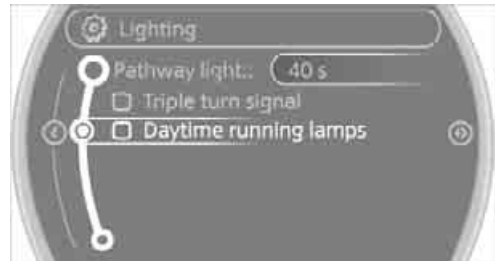 Lighting
Pathway light.: 40 s
Triple turn signal
Daytime running lamps